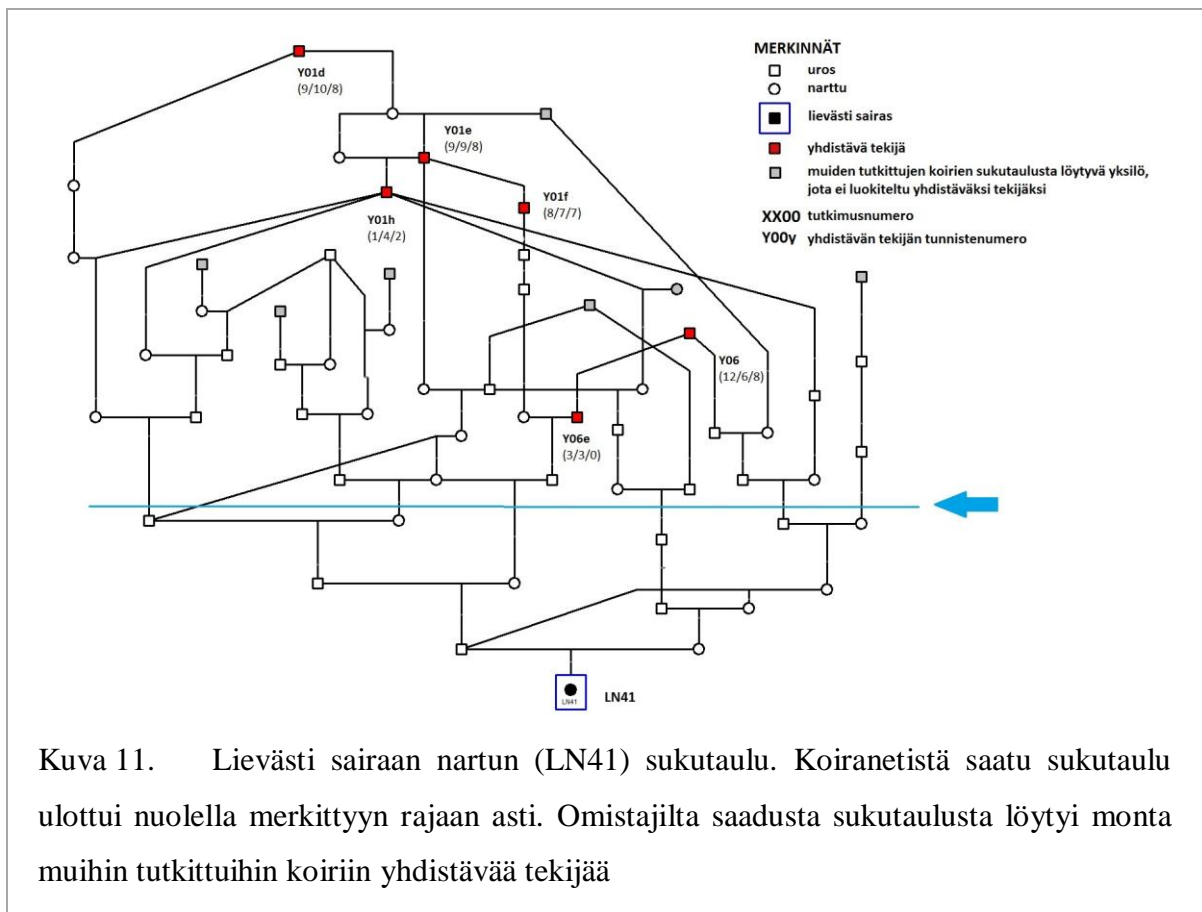 MERKINNÄT
uros
narttu
lievästi sairas
yhdistävä tekijä
muiden tutkittujen koirien sukutaulusta löytyvä yksilö,
jota ei luokiteltu yhdistäväksi tekijäksi
XX00 tutkimusnumero
Y00y yhdistävän tekijän tunnistenumero
Y01d
(9/10/8)
Y01e
(9/9/8)
Y01f
(8/7/7)
Y01h
(1/4/2)
Y06
(12/6/8)
Y06e
(3/3/0)
LN41
LN41
Kuva 11. Lievästi sairaan nartun (LN41) sukutaulu. Koiranetistä saatu sukutaulu
ulottui nuolella merkittyyn rajaan asti. Omistajilta saadusta sukutaulusta löytyi monta
muihin tutkittuihin koiriin yhdistävää tekijää